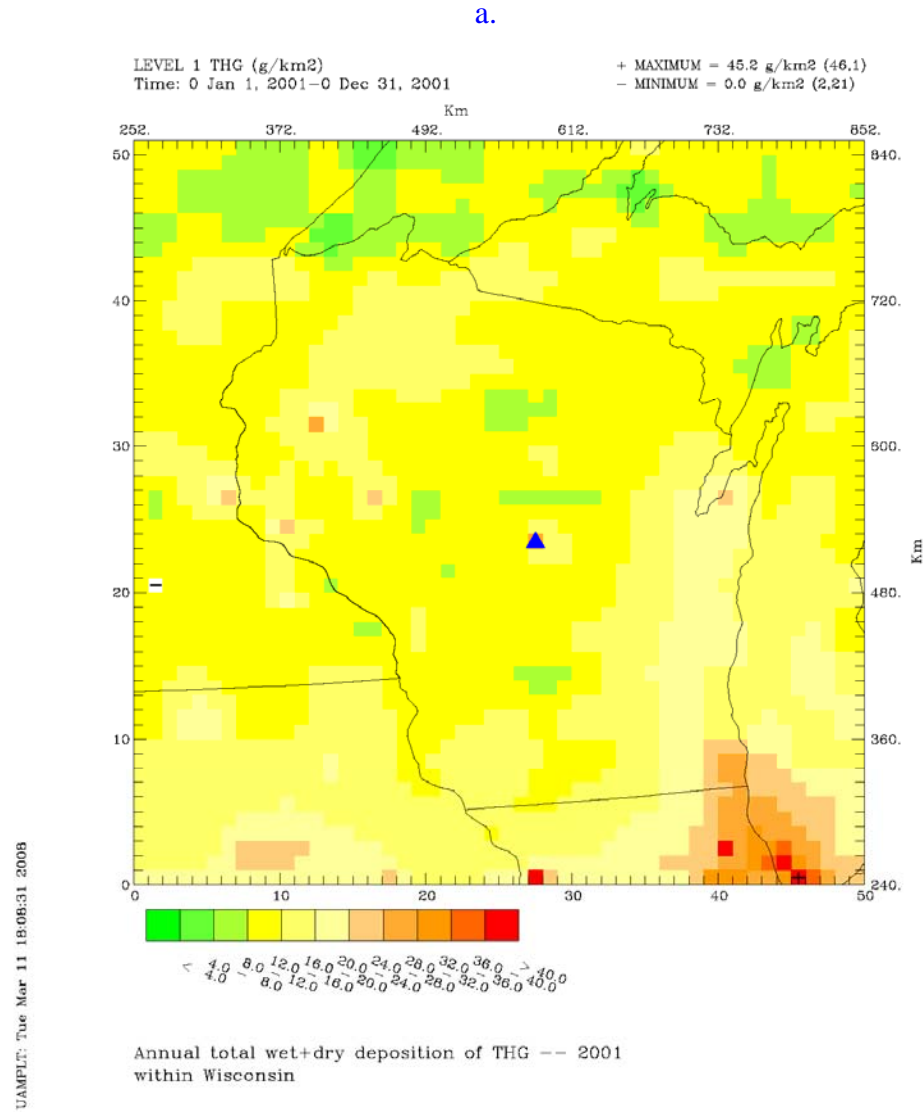 a.
LEVEL 1 THG (g/km2)
Time: 0 Jan 1, 2001-0 Dec 31, 2001
+ MAXIMUM = 45.2 g/km2 (46,1)
- MINIMUM = 0.0 g/km2 (2,21)
Km
252. 372. 492. 612. 732. 852.
50 840.
40 720.
30 600.
Km
20 480.
10 360.
0 240.
0 10 20 30 40 50
< 4.0
4.0 - 8.0
8.0 - 12.0
12.0 - 16.0
16.0 - 20.0
20.0 - 24.0
24.0 - 28.0
28.0 - 32.0
32.0 - 36.0
36.0 - 40.0
> 40.0
Annual total wet+dry deposition of THG -- 2001
within Wisconsin
UAMPLT: Tue Mar 11 18:08:31 2008